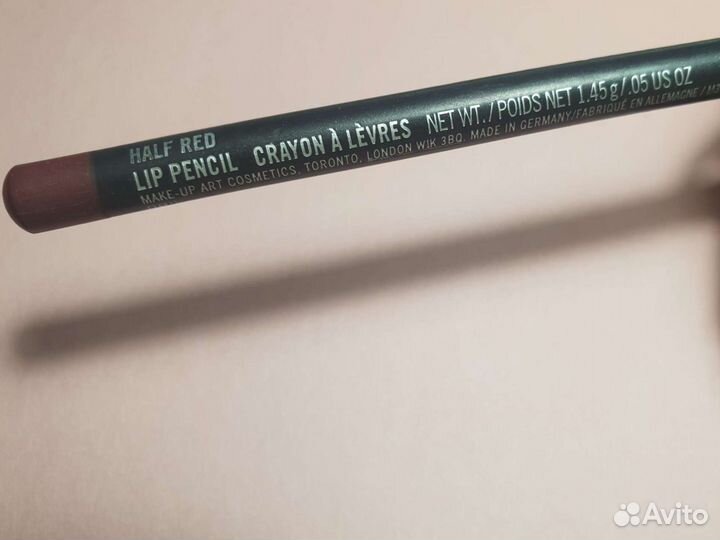 HALF RED
LIP PENCIL CRAYON À LÈVRES NET WT./POIDS NET 1.45 g/.05 US OZ
MAKE-UP ART COSMETICS, TORONTO, LONDON W1K 3BQ. MADE IN GERMANY/FABRIQUÉ EN ALLEMAGNE/M3
Avito